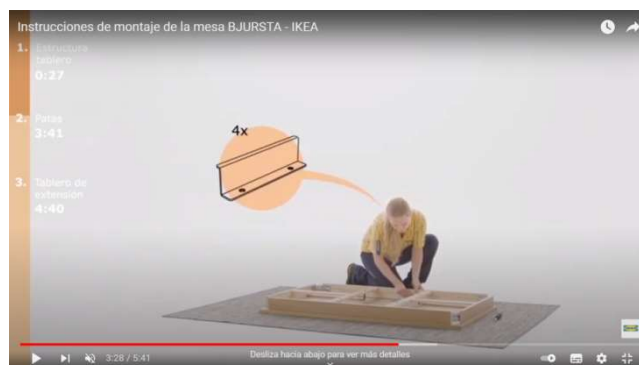 Instrucciones de montaje de la mesa BJURSTA - IKEA
1. Estructura
tablero
0:27
2. Patas
3:41
3. Tablero de
extensión
4:40
4x
3:28 / 5:41
Desliza hacia abajo para ver más detalles